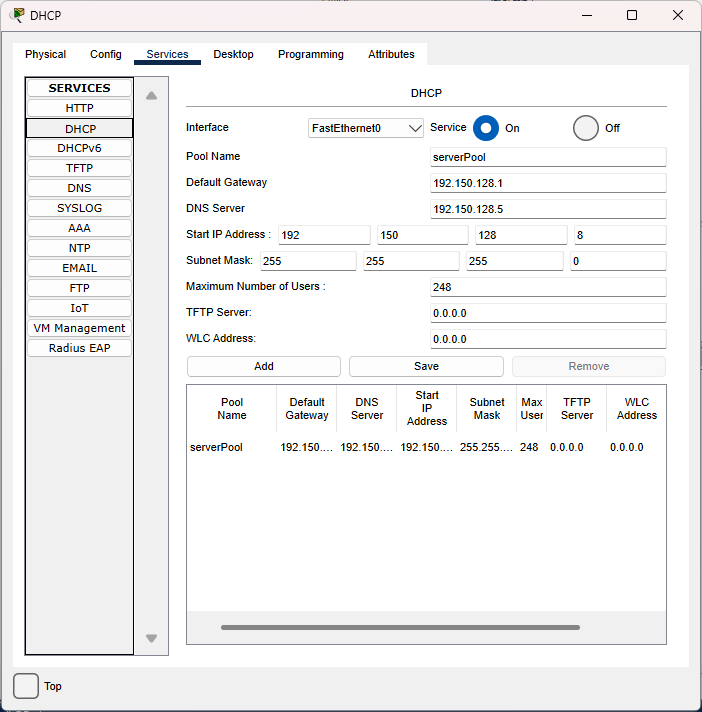 DHCP
Physical Config Services Desktop Programming Attributes
SERVICES
HTTP
DHCP
DHCPv6
TFTP
DNS
SYSLOG
AAA
NTP
EMAIL
FTP
IoT
VM Management
Radius EAP
DHCP
Interface FastEthernet0 Service On Off
Pool Name serverPool
Default Gateway 192.150.128.1
DNS Server 192.150.128.5
Start IP Address : 192 150 128 8
Subnet Mask: 255 255 255 0
Maximum Number of Users : 248
TFTP Server: 0.0.0.0
WLC Address: 0.0.0.0
Add Save Remove
Pool Name Default Gateway DNS Server Start IP Address Subnet Mask Max User TFTP Server WLC Address
serverPool 192.150.... 192.150.... 192.150.... 255.255.... 248 0.0.0.0 0.0.0.0
Top